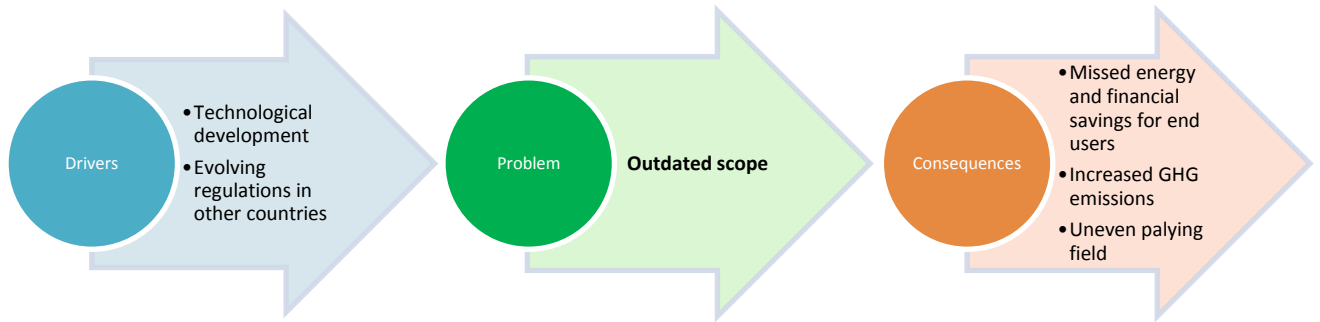 Drivers
•Technological
development
•Evolving
regulations in
other countries
Problem
Outdated scope
Consequences
•Missed energy
and financial
savings for end
users
•Increased GHG
emissions
•Uneven palying
field